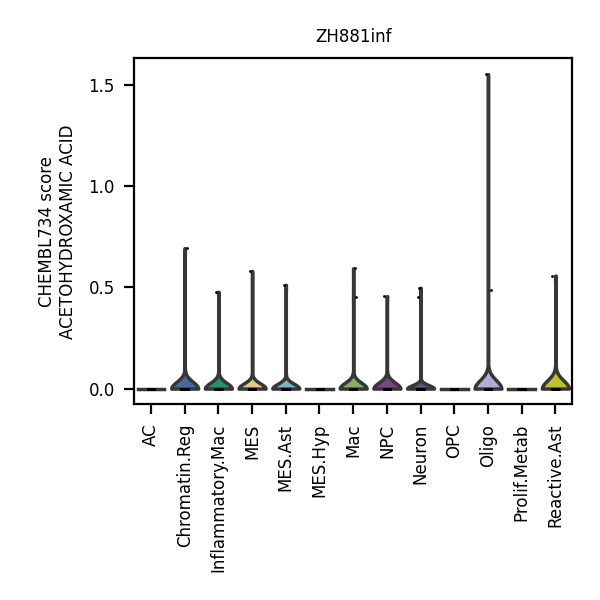 ZH881inf
CHEMBL734 score
ACETOHYDROXAMIC ACID
1.5
1.0
0.5
0.0
AC
Chromatin.Reg
Inflammatory.Mac
MES
MES.Ast
MES.Hyp
Mac
NPC
Neuron
OPC
Oligo
Prolif.Metab
Reactive.Ast